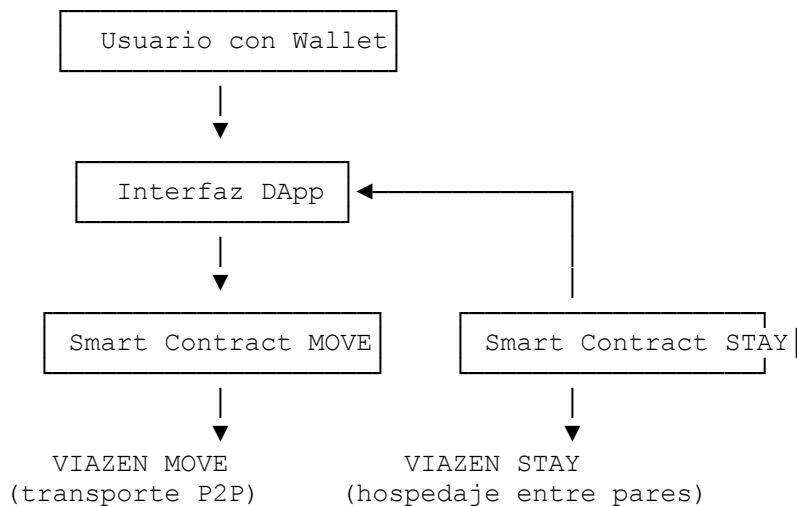 Usuario con Wallet
Interfaz DApp
Smart Contract MOVE
Smart Contract STAY
VIAZEN MOVE
VIAZEN STAY
(transporte P2P)
(hospedaje entre pares)